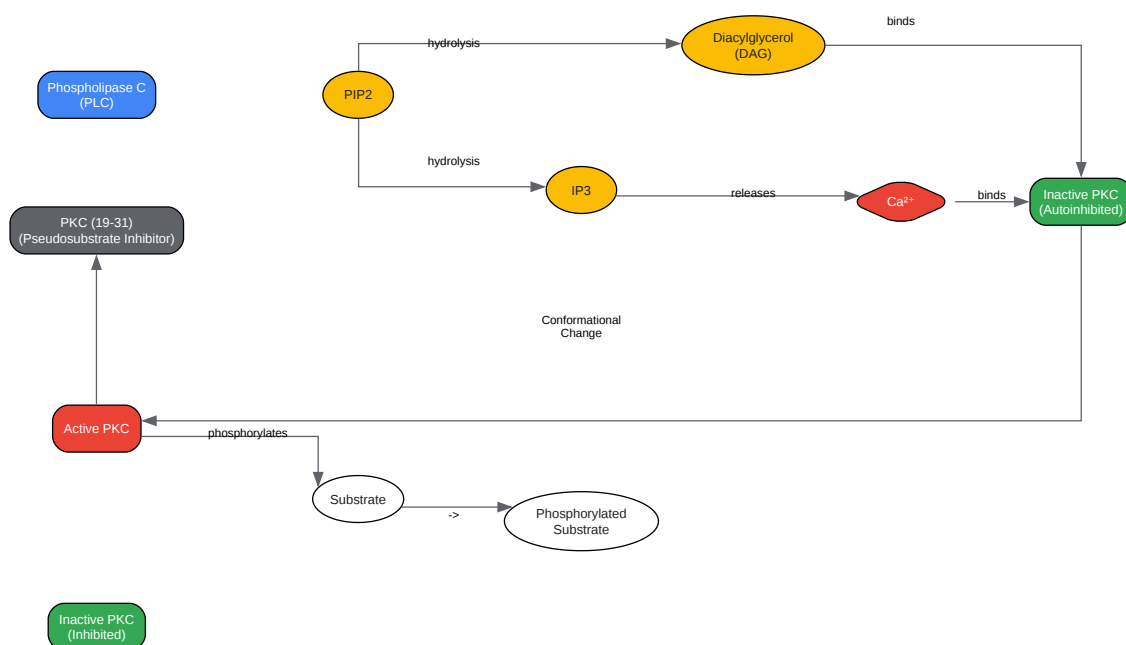 binds
Diacylglycerol
(DAG)
hydrolysis
Phospholipase C
(PLC)
PIP2
hydrolysis
IP3
releases
Ca²⁺
binds
Inactive PKC
(Autoinhibited)
PKC (19-31)
(Pseudosubstrate Inhibitor)
Conformational
Change
Active PKC
phosphorylates
Substrate
->
Phosphorylated
Substrate
Inactive PKC
(Inhibited)